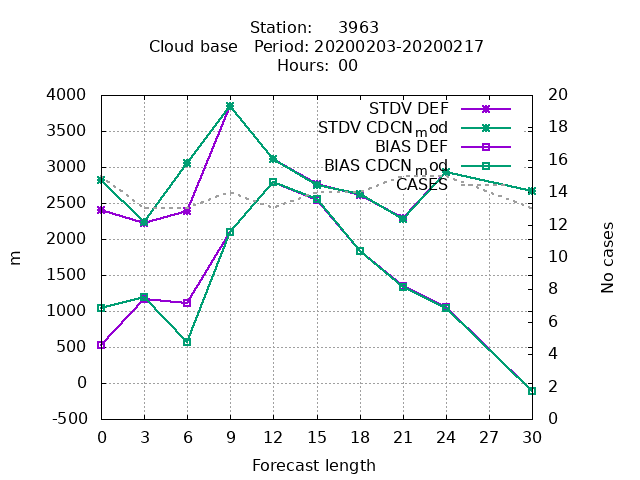 Station: 3963
Cloud base Period: 20200203-20200217
Hours: 00
4000
3500
3000
2500
2000
1500
1000
500
0
-500
m
20
18
16
14
12
10
8
6
4
2
0
No cases
STDV DEF
STDV CDCNmod
BIAS DEF
BIAS CDCNmod
CASES
0 3 6 9 12 15 18 21 24 27 30
Forecast length